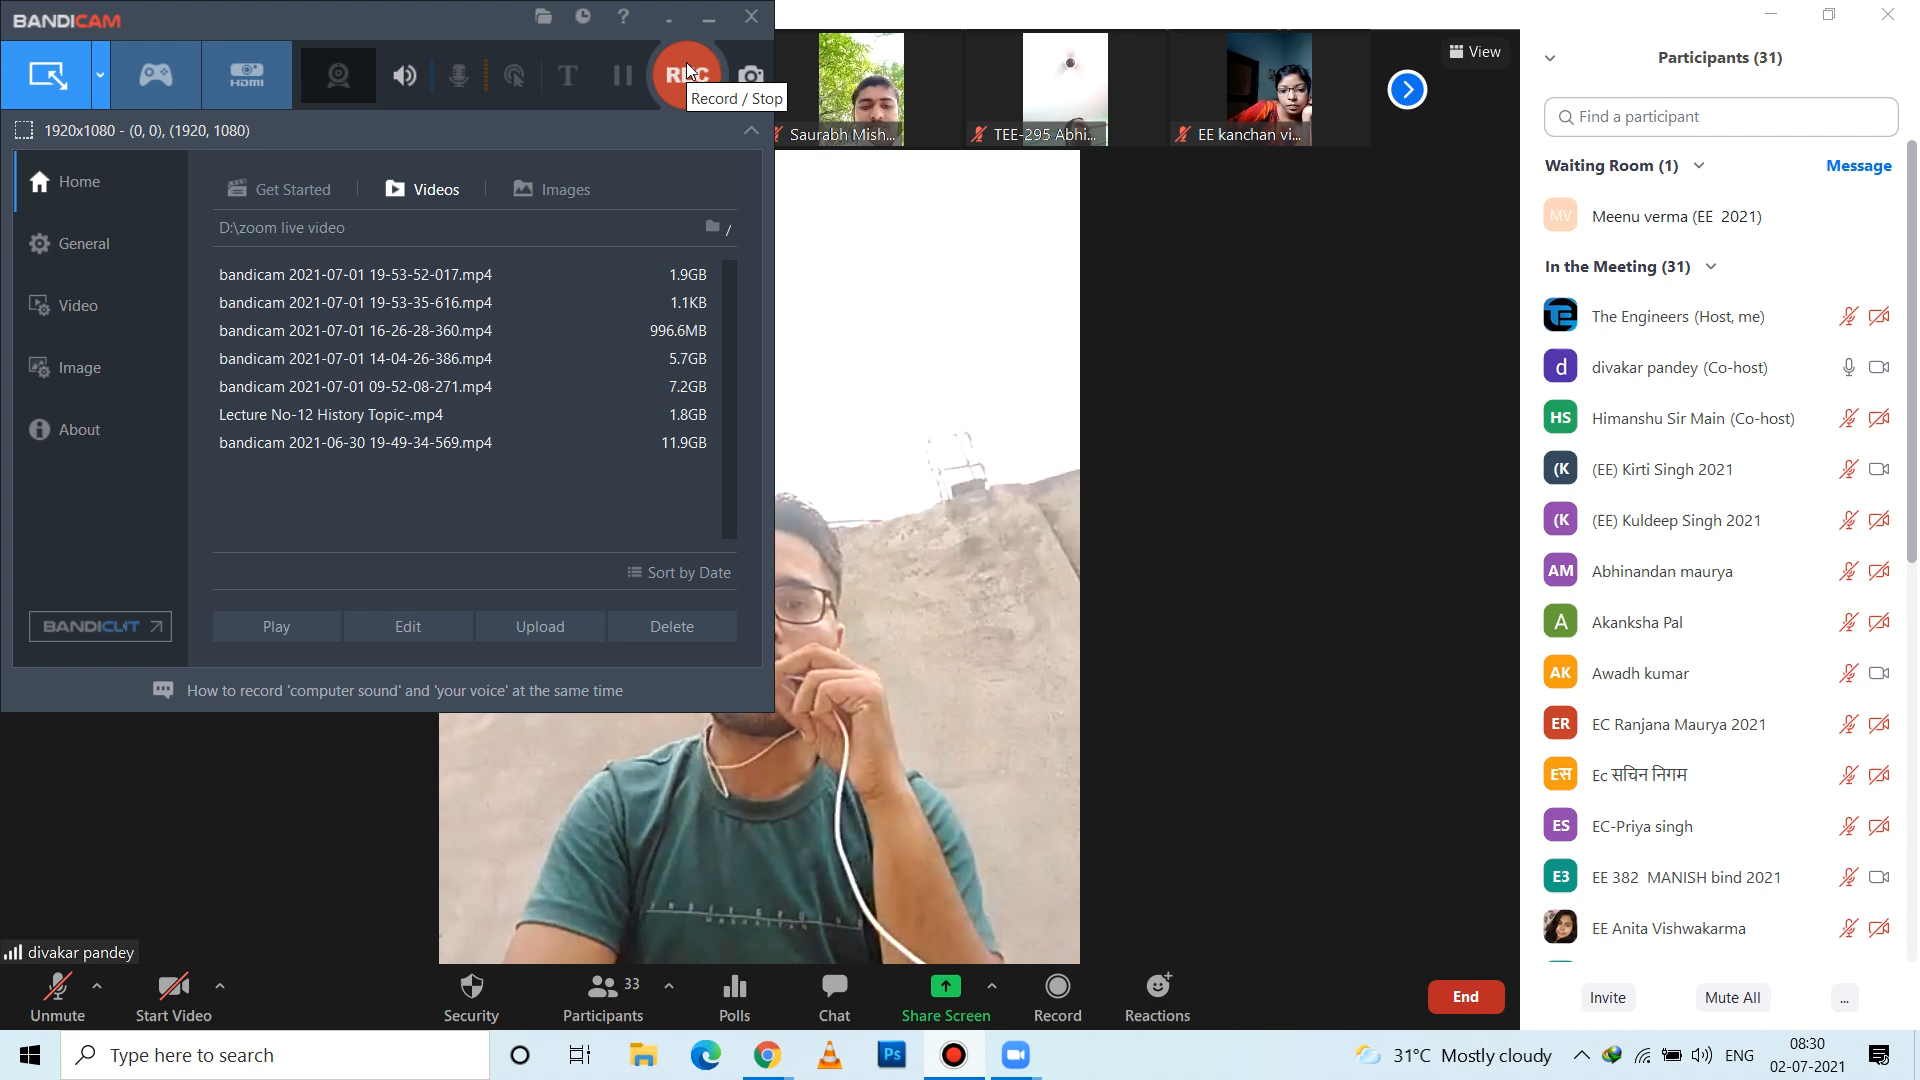 BANDICAM
HDMI
REC
Record / Stop
1920x1080 - (0, 0), (1920, 1080)
Home
General
Video
Image
About
BANDICUT
Get Started
Videos
Images
D:\zoom live video
bandicam 2021-07-01 19-53-52-017.mp4 1.9GB
bandicam 2021-07-01 19-53-35-616.mp4 1.1KB
bandicam 2021-07-01 16-26-28-360.mp4 996.6MB
bandicam 2021-07-01 14-04-26-386.mp4 5.7GB
bandicam 2021-07-01 09-52-08-271.mp4 7.2GB
Lecture No-12 History Topic-.mp4 1.8GB
bandicam 2021-06-30 19-49-34-569.mp4 11.9GB
Sort by Date
Play Edit Upload Delete
How to record 'computer sound' and 'your voice' at the same time
Saurabh Mish...
TEE-295 Abhi...
EE kanchan vi...
View
divakar pandey
Unmute
Start Video
Security
Participants 33
Polls
Chat
Share Screen
Record
Reactions
End
Participants (31)
Find a participant
Waiting Room (1) Message
MV Meenu verma (EE 2021)
In the Meeting (31)
The Engineers (Host, me)
d divakar pandey (Co-host)
HS Himanshu Sir Main (Co-host)
(K (EE) Kirti Singh 2021
(K (EE) Kuldeep Singh 2021
AM Abhinandan maurya
A Akanksha Pal
AK Awadh kumar
ER EC Ranjana Maurya 2021
Eस Ec सचिन निगम
ES EC-Priya singh
E3 EE 382 MANISH bind 2021
EE Anita Vishwakarma
Invite Mute All ...
Type here to search
Ps
31°C Mostly cloudy
ENG
08:30
02-07-2021